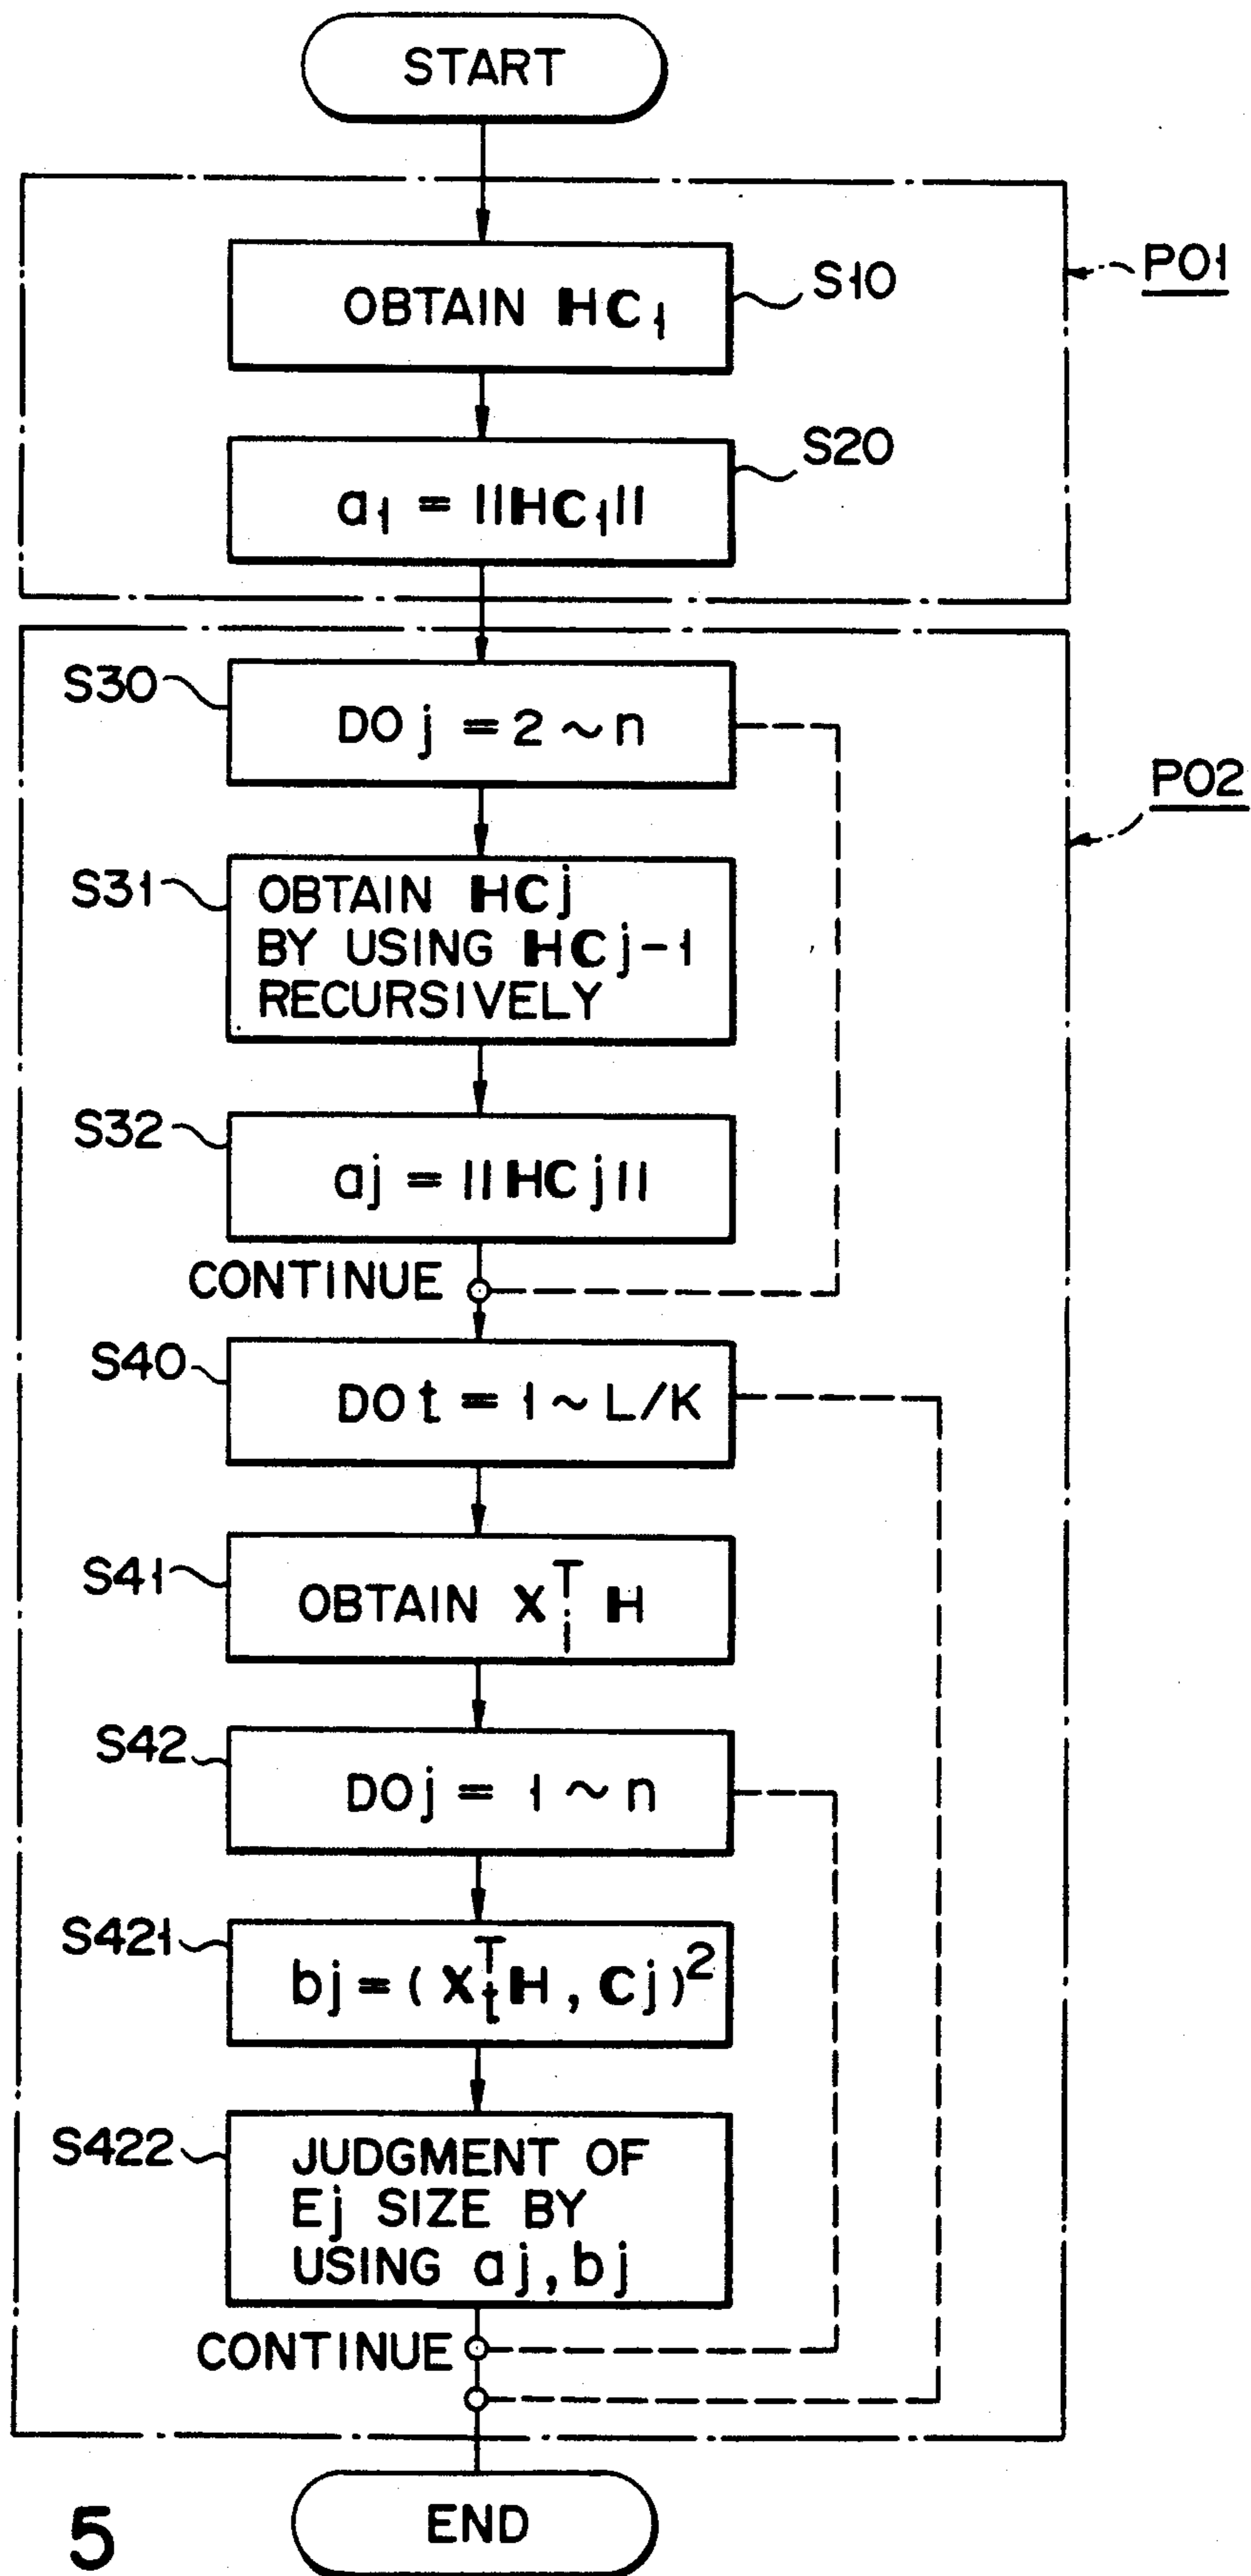 START
P01
S10
OBTAIN HC1
S20
a1 = ||HC1||
P02
S30
DO j = 2 ~ n
S31
OBTAIN HCj
BY USING HCj-1
RECURSIVELY
S32
aj = ||HCj||
CONTINUE
S40
DO t = 1 ~ L/K
S41
OBTAIN X^T_i H
S42
DO j = 1 ~ n
S421
bj = (X^T_t H, Cj)^2
S422
JUDGMENT OF
Ej SIZE BY
USING aj, bj
CONTINUE
END
5